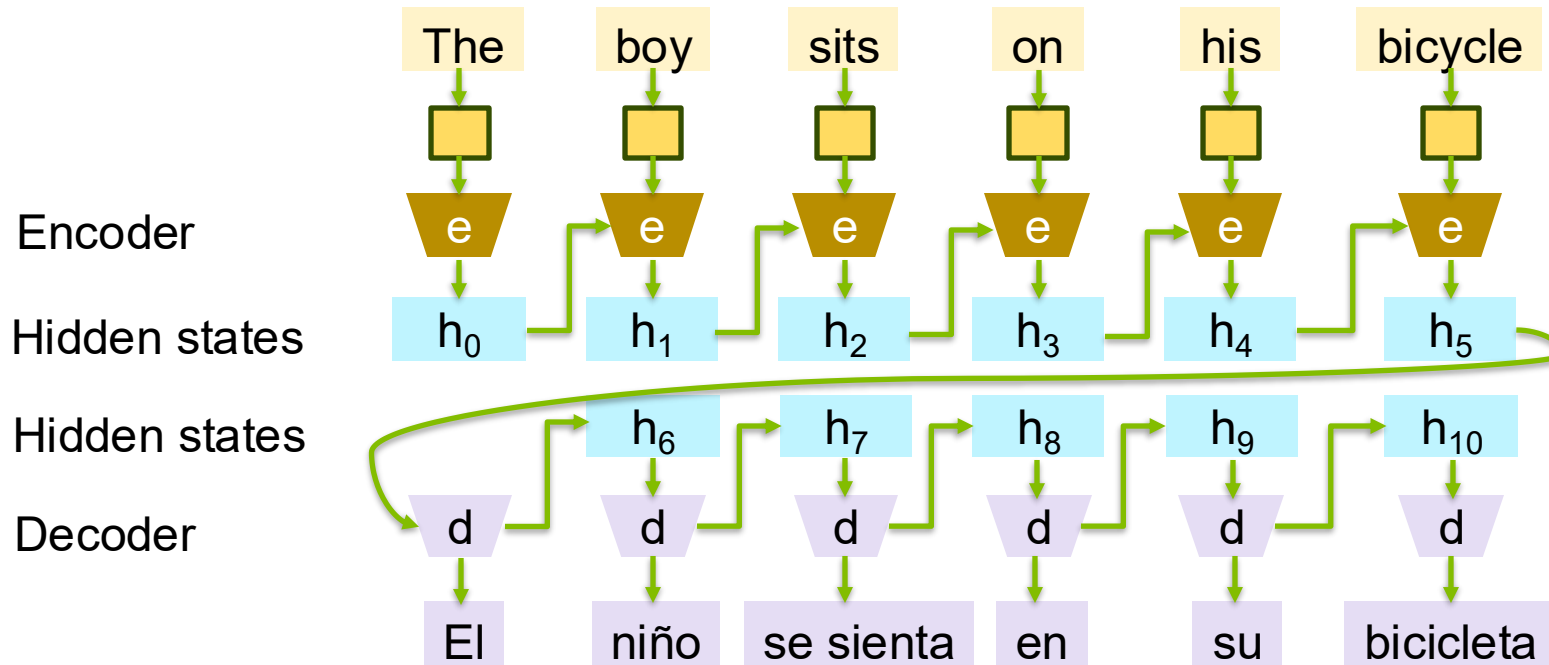 The boy sits on his bicycle
Encoder e e e e e e
Hidden states h₀ h₁ h₂ h₃ h₄ h₅
Hidden states h₆ h₇ h₈ h₉ h₁₀
Decoder d d d d d d
El niño se sienta en su bicicleta